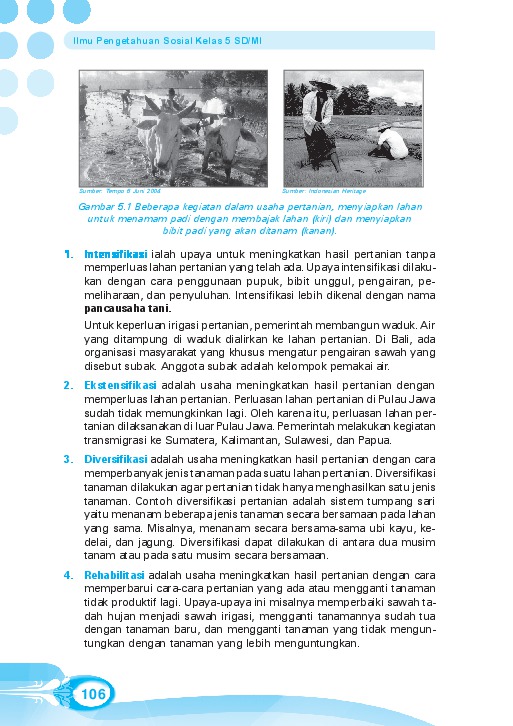 Ilmu Pengetahuan Sosial Kelas 5 SD/MI
Sumber: Tempo 6 Juni 2004
Sumber: Indonesian Heritage
Gambar 5.1 Beberapa kegiatan dalam usaha pertanian, menyiapkan lahan
untuk menamam padi dengan membajak lahan (kiri) dan menyiapkan
bibit padi yang akan ditanam (kanan).
1. Intensifikasi ialah upaya untuk meningkatkan hasil pertanian tanpa
memperluas lahan pertanian yang telah ada. Upaya intensifikasi dilaku-
kan dengan cara penggunaan pupuk, bibit unggul, pengairan, pe-
meliharaan, dan penyuluhan. Intensifikasi lebih dikenal dengan nama
pancausaha tani.
Untuk keperluan irigasi pertanian, pemerintah membangun waduk. Air
yang ditampung di waduk dialirkan ke lahan pertanian. Di Bali, ada
organisasi masyarakat yang khusus mengatur pengairan sawah yang
disebut subak. Anggota subak adalah kelompok pemakai air.
2. Ekstensifikasi adalah usaha meningkatkan hasil pertanian dengan
memperluas lahan pertanian. Perluasan lahan pertanian di Pulau Jawa
sudah tidak memungkinkan lagi. Oleh karena itu, perluasan lahan per-
tanian dilaksanakan di luar Pulau Jawa. Pemerintah melakukan kegiatan
transmigrasi ke Sumatera, Kalimantan, Sulawesi, dan Papua.
3. Diversifikasi adalah usaha meningkatkan hasil pertanian dengan cara
memperbanyak jenis tanaman pada suatu lahan pertanian. Diversifikasi
tanaman dilakukan agar pertanian tidak hanya menghasilkan satu jenis
tanaman. Contoh diversifikasi pertanian adalah sistem tumpang sari
yaitu menanam beberapa jenis tanaman secara bersamaan pada lahan
yang sama. Misalnya, menanam secara bersama-sama ubi kayu, ke-
delai, dan jagung. Diversifikasi dapat dilakukan di antara dua musim
tanam atau pada satu musim secara bersamaan.
4. Rehabilitasi adalah usaha meningkatkan hasil pertanian dengan cara
memperbarui cara-cara pertanian yang ada atau mengganti tanaman
tidak produktif lagi. Upaya-upaya ini misalnya memperbaiki sawah ta-
dah hujan menjadi sawah irigasi, mengganti tanamannya sudah tua
dengan tanaman baru, dan mengganti tanaman yang tidak mengun-
tungkan dengan tanaman yang lebih menguntungkan.
106